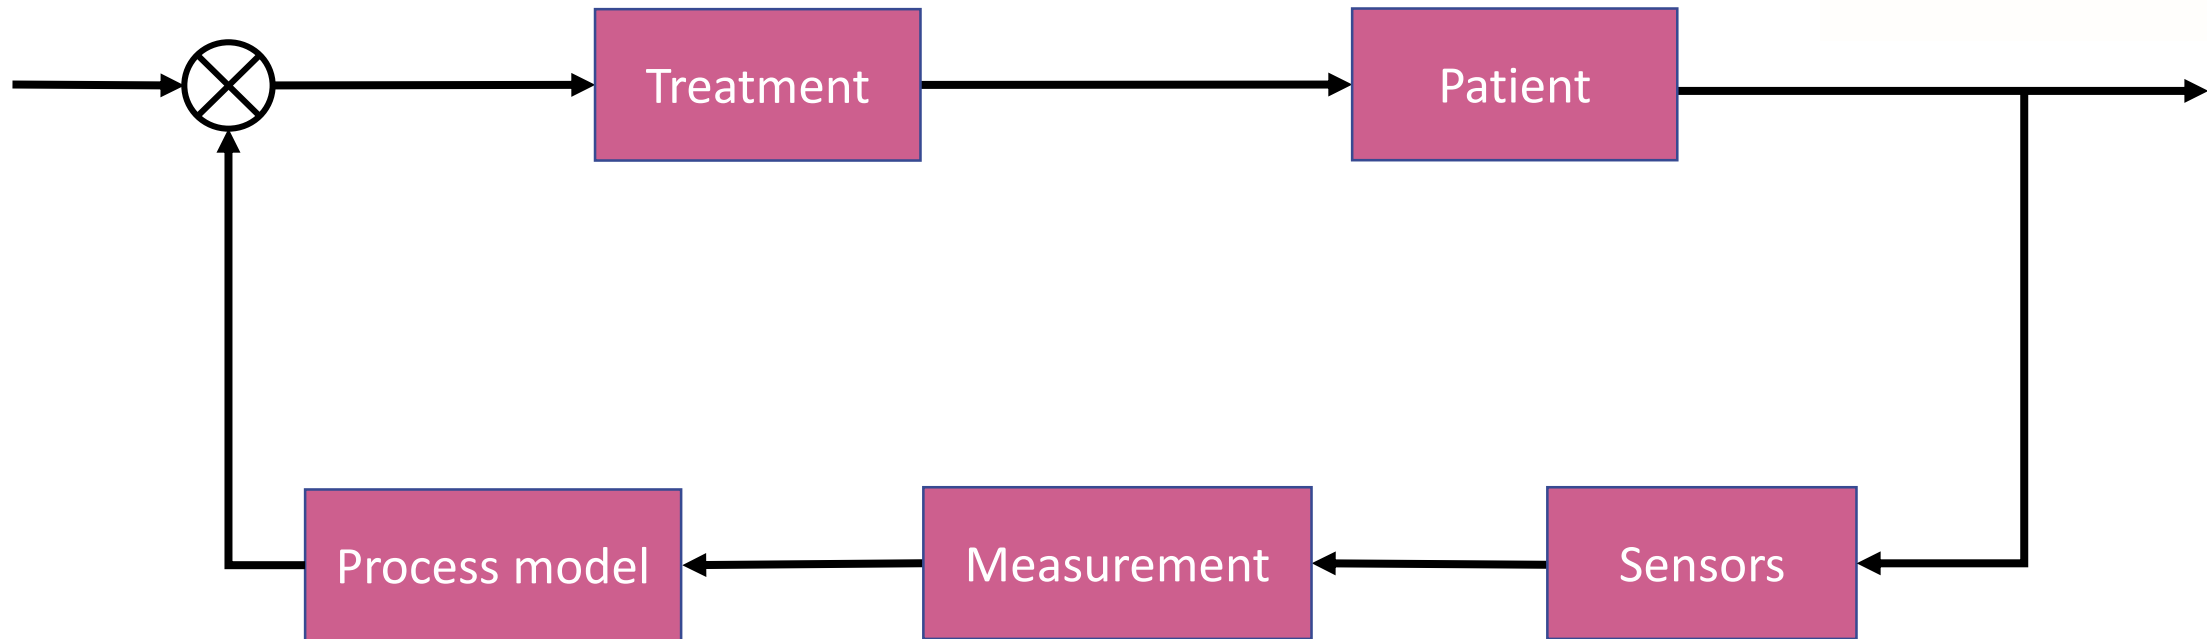 Treatment
Patient
Process model
Measurement
Sensors